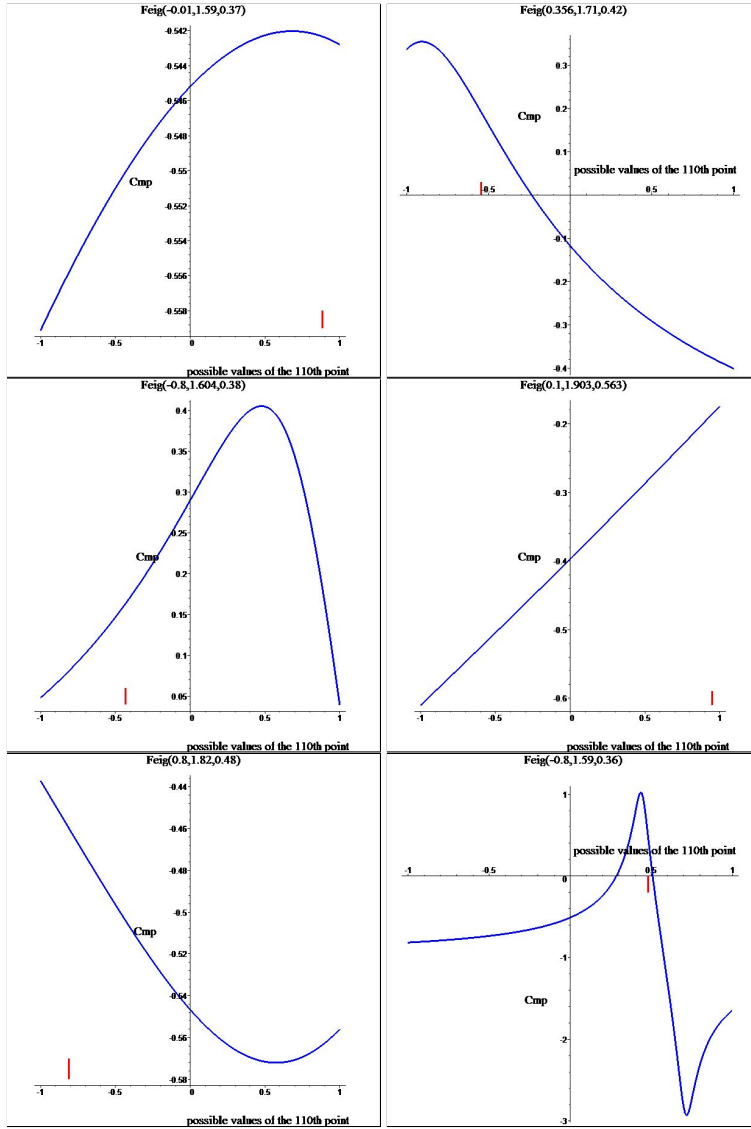 Feig(-0.01,1.59,0.37)
-0.542
-0.544
-0.546
-0.548
-0.55
Cmp
-0.552
-0.554
-0.556
-0.558
-1 -0.5 0 0.5 1
possible values of the 110th point
Feig(0.356,1.71,0.42)
0.3
0.2
Cmp
0.1
possible values of the 110th point
-1 -0.5 0.5 1
-0.1
-0.2
-0.3
-0.4
Feig(-0.8,1.604,0.38)
0.4
0.35
0.3
0.25
Cmp
0.2
0.15
0.1
0.05
-1 -0.5 0 0.5 1
possible values of the 110th point
Feig(0.1,1.903,0.563)
-0.2
-0.3
Cmp
-0.4
-0.5
-0.6
-1 -0.5 0 0.5 1
possible values of the 110th point
Feig(0.8,1.82,0.48)
-0.44
-0.46
-0.48
-0.5
Cmp
-0.52
-0.54
-0.56
-0.58
-1 -0.5 0 0.5 1
possible values of the 110th point
Feig(-0.8,1.59,0.36)
1
possible values of the 110th point
-1 -0.5 0.5 1
0
-1
Cmp
-2
-3